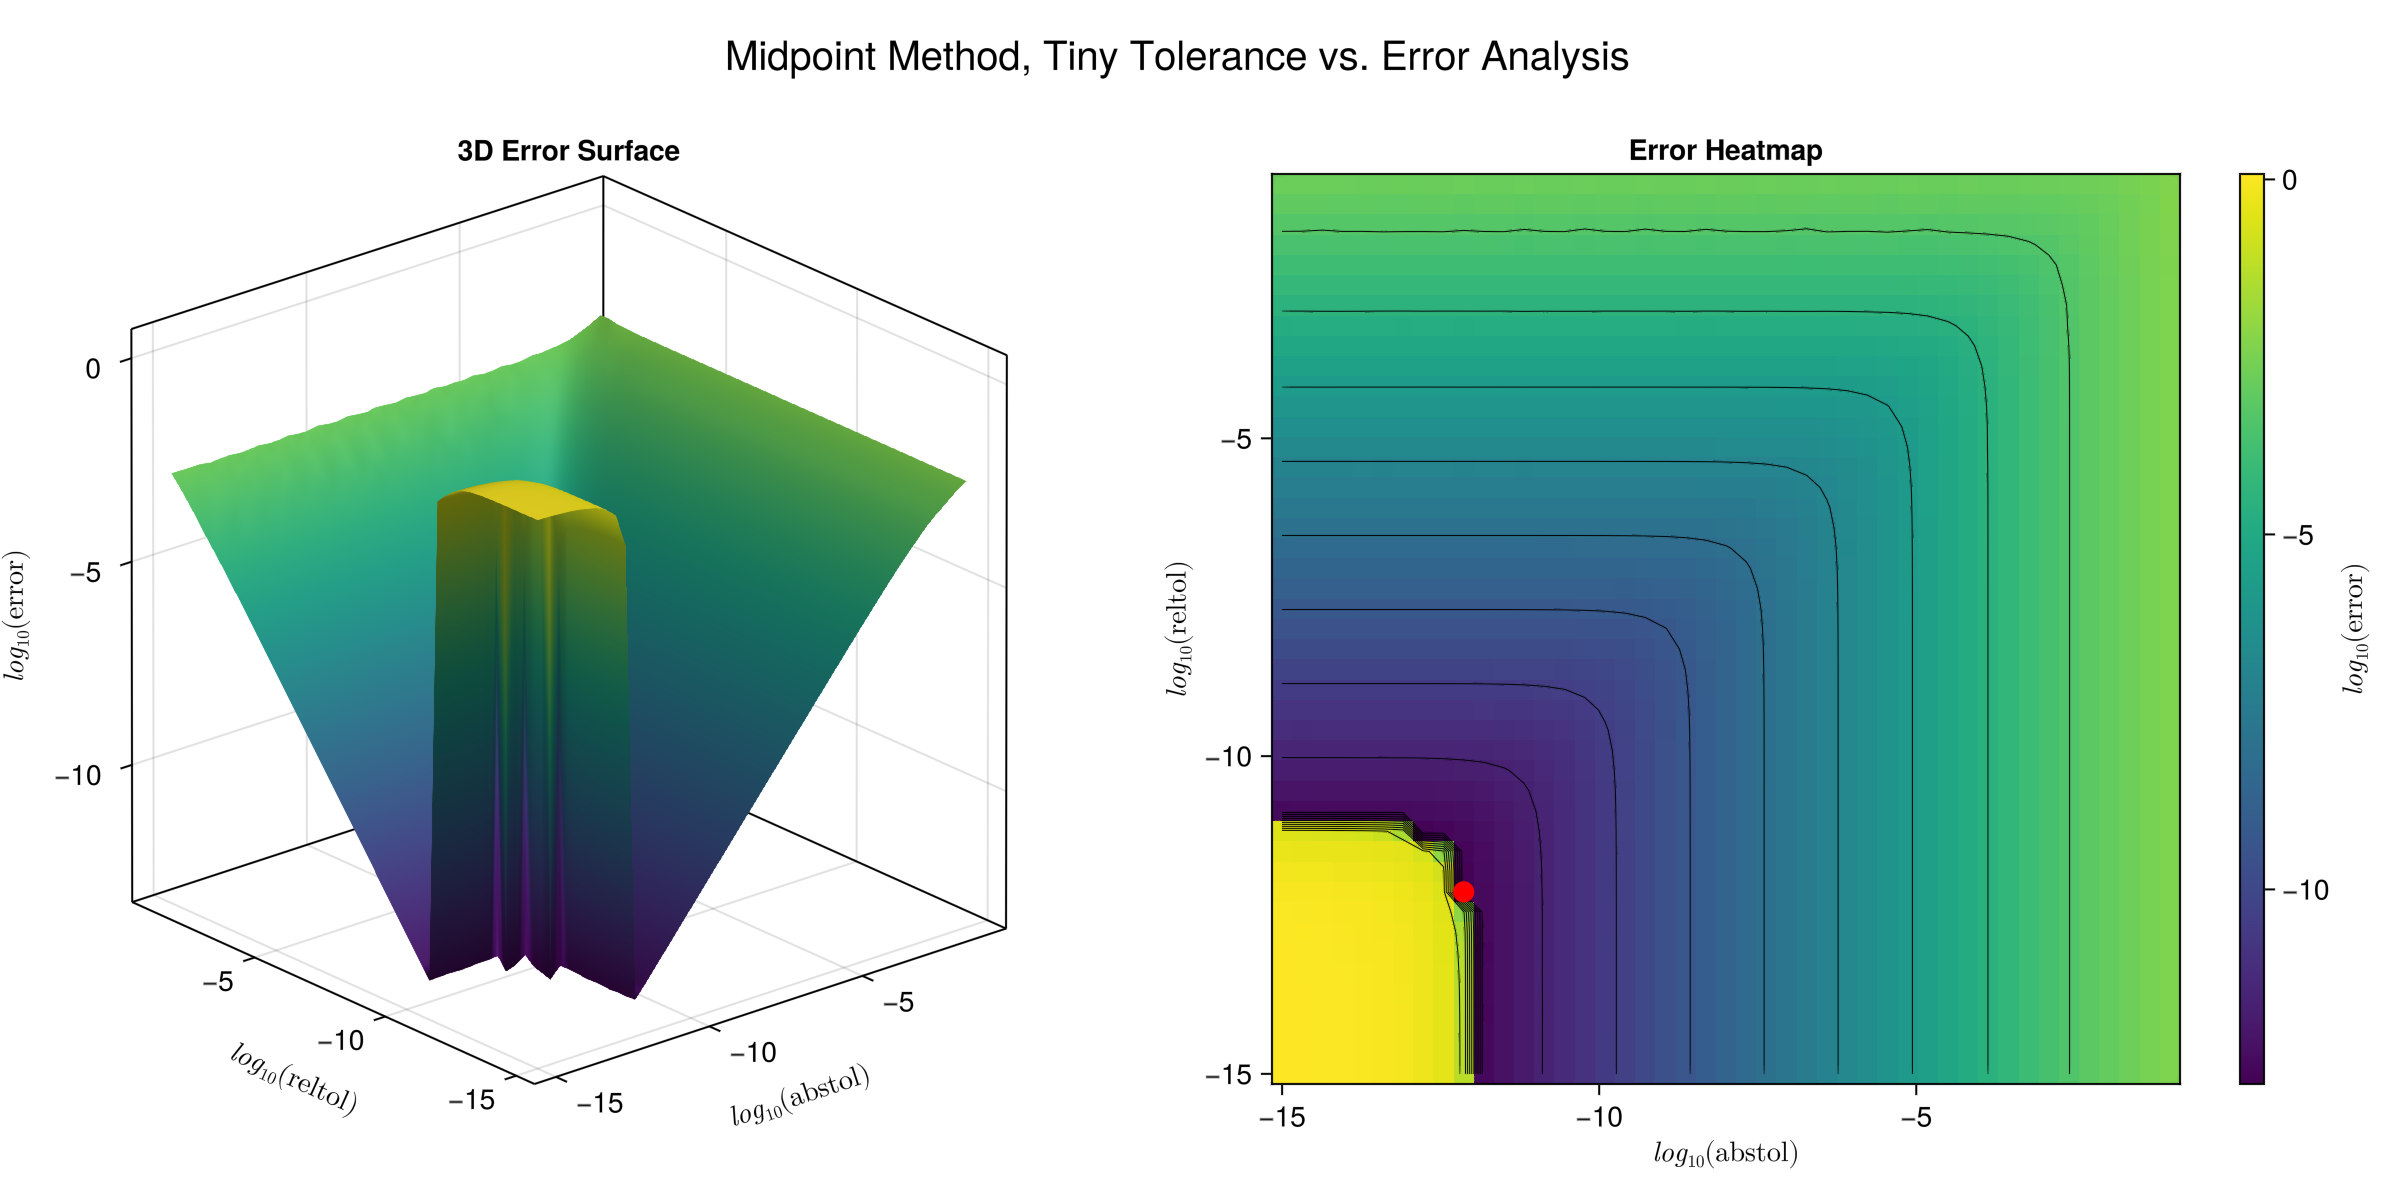 Midpoint Method, Tiny Tolerance vs. Error Analysis
3D Error Surface
0
−5
−10
log₁₀(error)
−5
−10
−15
log₁₀(reltol)
−15
−10
−5
log₁₀(abstol)
Error Heatmap
−5
−10
−15
log₁₀(reltol)
−15
−10
−5
log₁₀(abstol)
0
−5
−10
log₁₀(error)